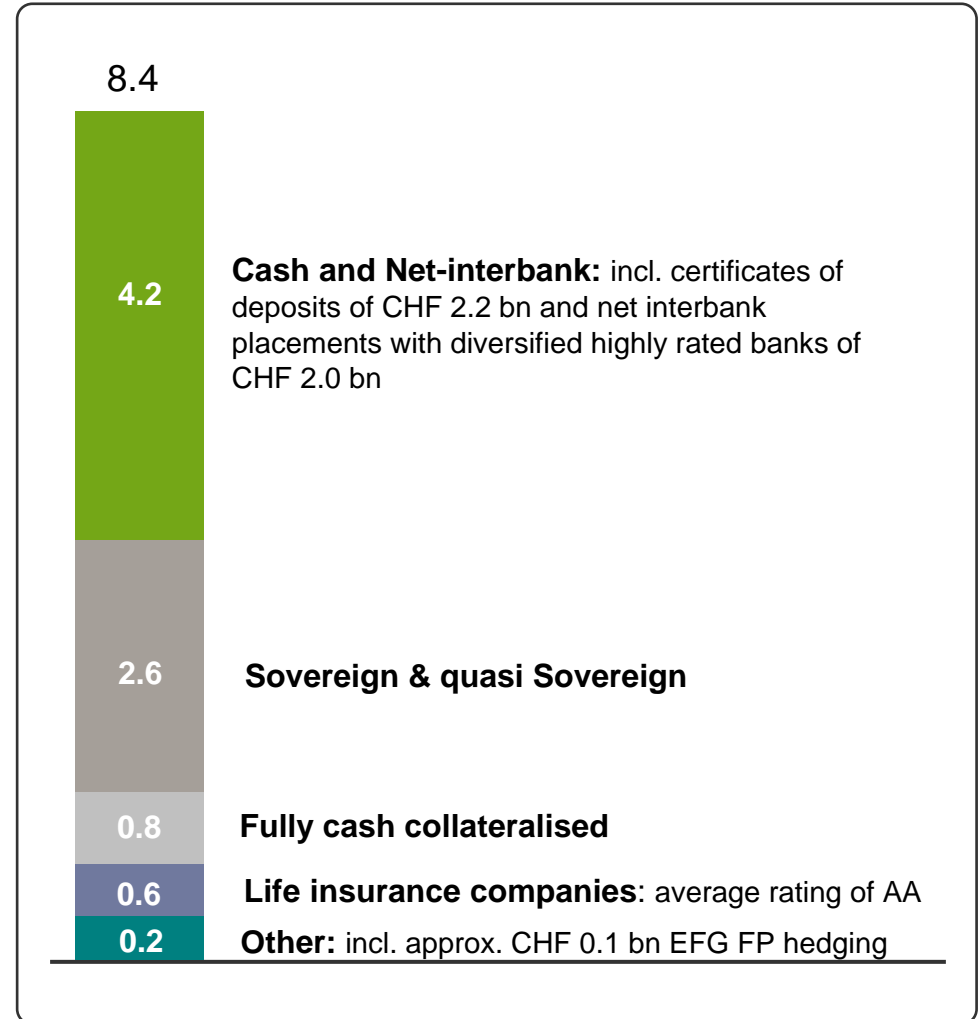 8.4
4.2
Cash and Net-interbank: incl. certificates of
deposits of CHF 2.2 bn and net interbank
placements with diversified highly rated banks of
CHF 2.0 bn
2.6
Sovereign & quasi Sovereign
0.8
Fully cash collateralised
0.6
Life insurance companies: average rating of AA
0.2
Other: incl. approx. CHF 0.1 bn EFG FP hedging